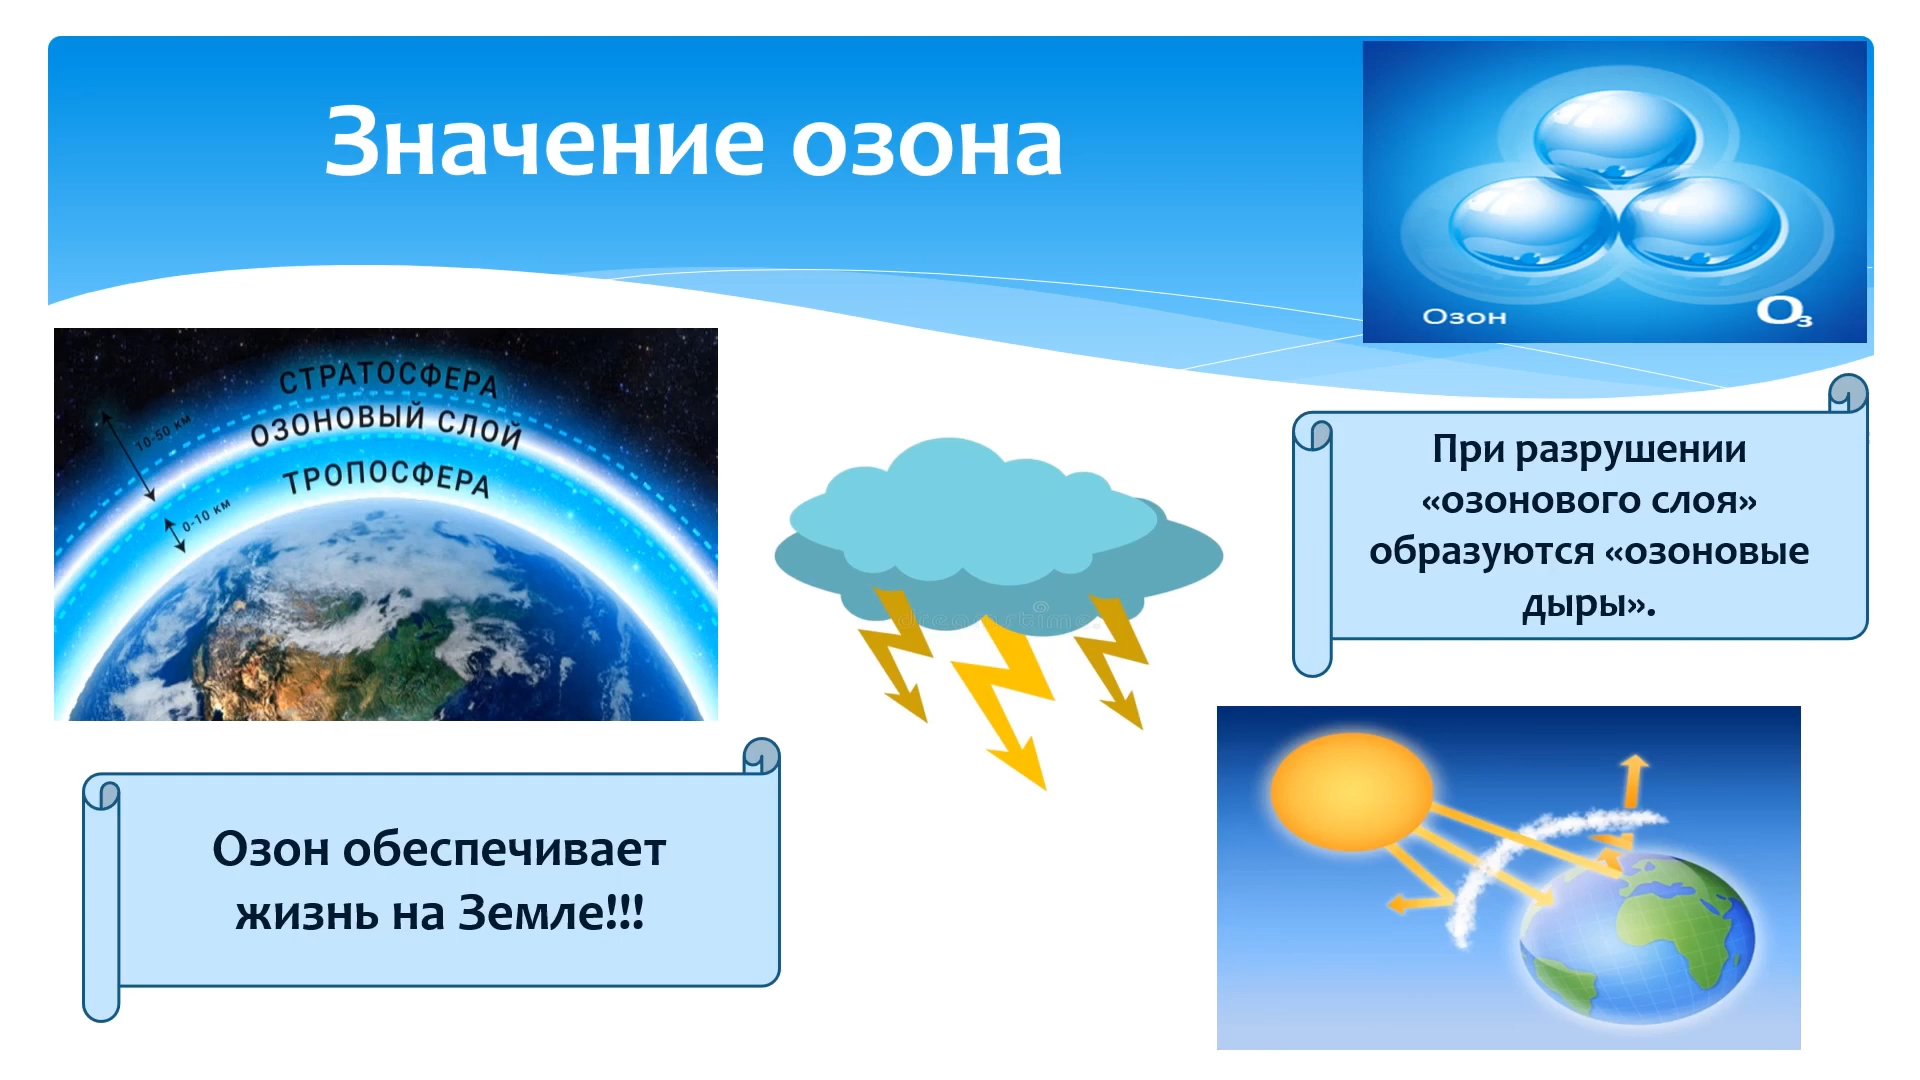 Значение озона
Озон
O₃
СТРАТОСФЕРА
ОЗОНОВЫЙ СЛОЙ
ТРОПОСФЕРА
10-50 км
0-10 км
dreamstime
При разрушении
«озонового слоя»
образуются «озоновые
дыры».
Озон обеспечивает
жизнь на Земле!!!